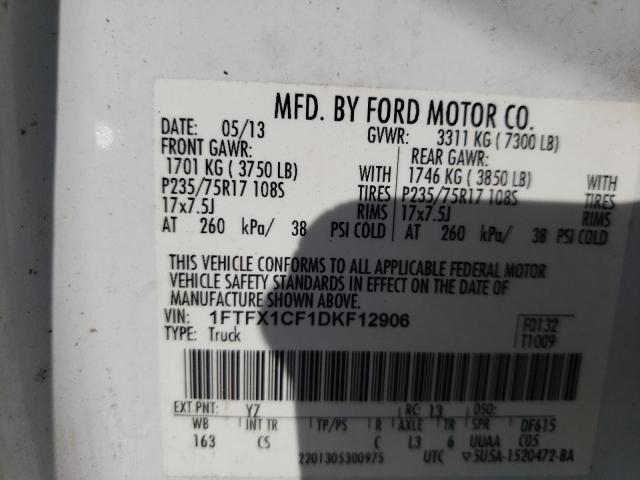 MFD. BY FORD MOTOR CO.
DATE: 05/13 GVWR: 3311 KG ( 7300 LB)
FRONT GAWR: REAR GAWR:
1701 KG ( 3750 LB) WITH 1746 KG ( 3850 LB) WITH
P235/75R17 108S TIRES P235/75R17 108S TIRES
17x7.5J RIMS 17x7.5J RIMS
AT 260 kPa/ 38 PSI COLD AT 260 kPa/ 38 PSI COLD
THIS VEHICLE CONFORMS TO ALL APPLICABLE FEDERAL MOTOR
VEHICLE SAFETY STANDARDS IN EFFECT ON THE DATE OF
MANUFACTURE SHOWN ABOVE.
VIN: 1FTFX1CF1DKF12906 F0132
TYPE: Truck T1009
EXT PNT: YZ RC: 13 DSO:
WB INT TR TP/PS R AXLE TR SPR DF615
163 CS C L3 6 UUAA C05
2201305300975 UTC 5U5A-1520472-BA